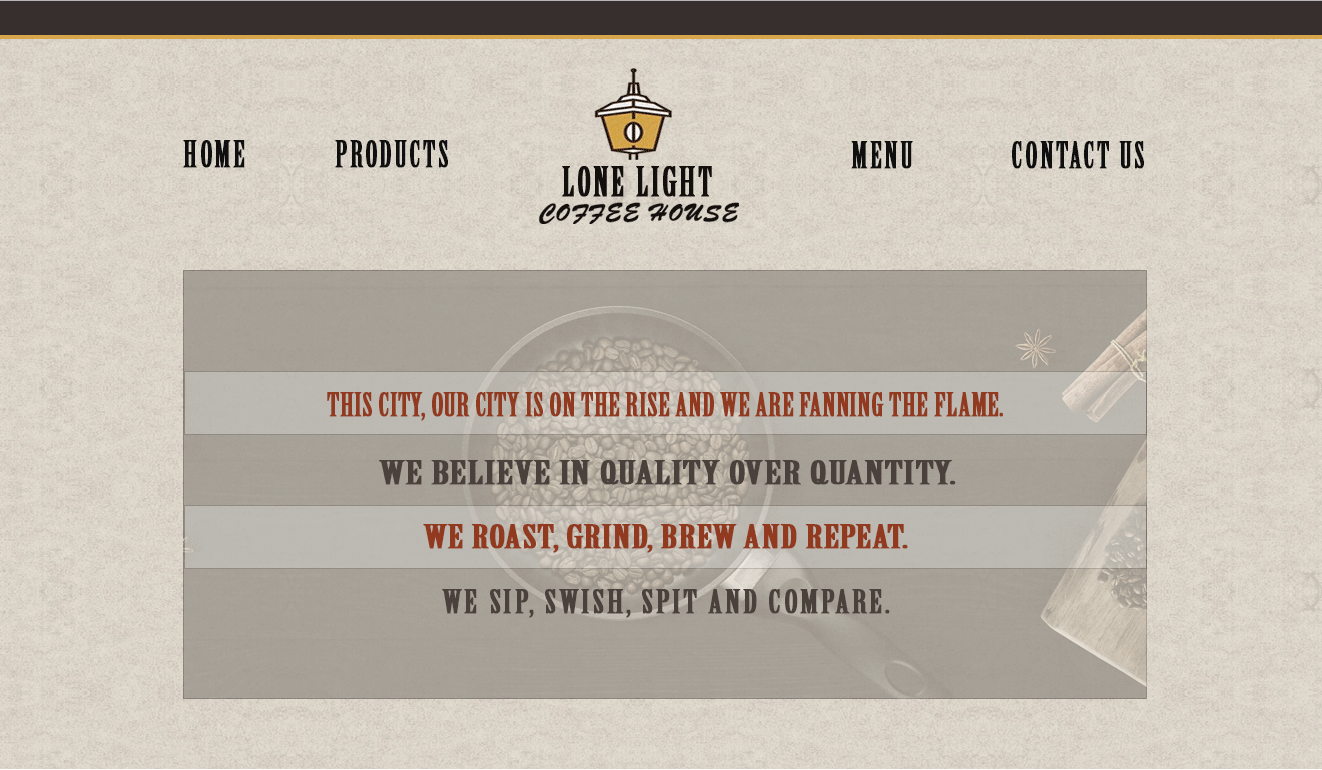 HOME
PRODUCTS
LONE LIGHT
COFFEE HOUSE
MENU
CONTACT US
THIS CITY, OUR CITY IS ON THE RISE AND WE ARE FANNING THE FLAME.
WE BELIEVE IN QUALITY OVER QUANTITY.
WE ROAST, GRIND, BREW AND REPEAT.
WE SIP, SWISH, SPIT AND COMPARE.